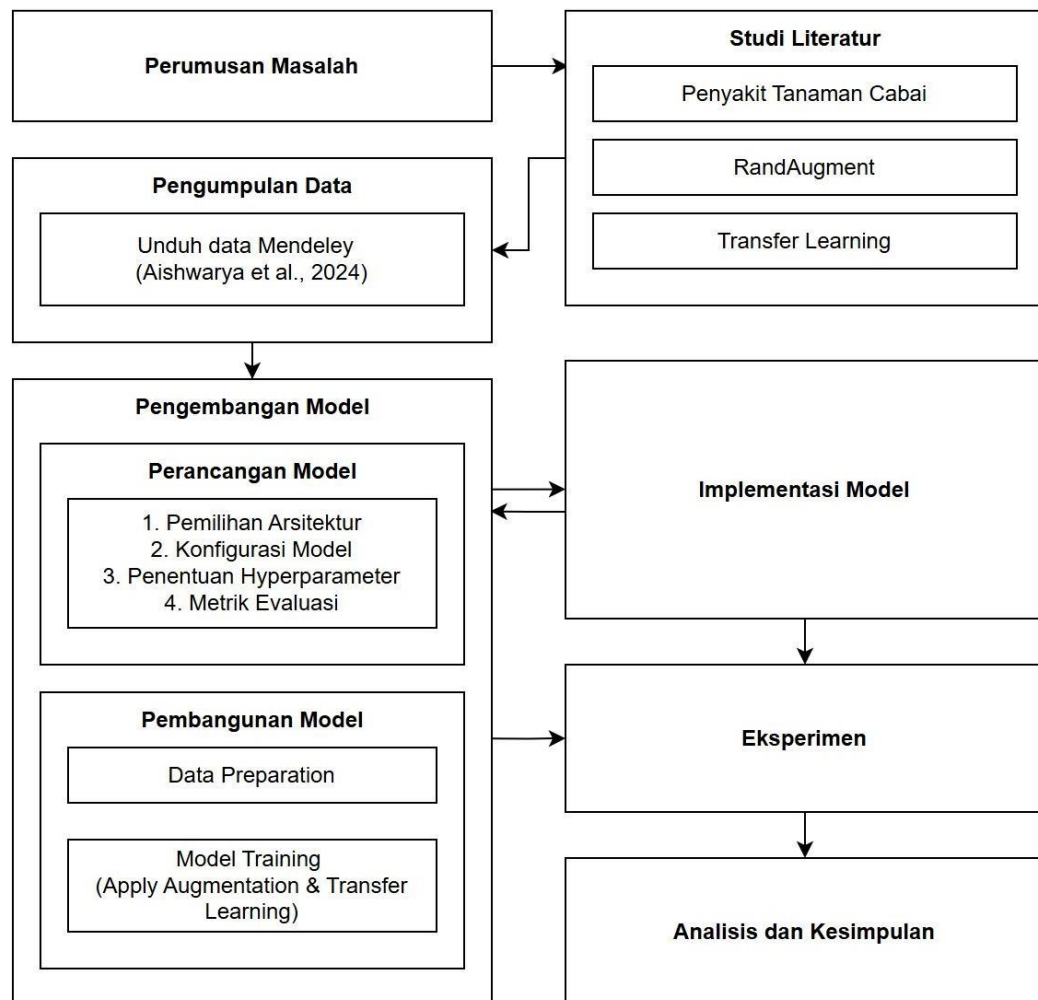 Perumusan Masalah
Studi Literatur
Penyakit Tanaman Cabai
RandAugment
Transfer Learning
Pengumpulan Data
Unduh data Mendeley
(Aishwarya et al., 2024)
Pengembangan Model
Perancangan Model
1. Pemilihan Arsitektur
2. Konfigurasi Model
3. Penentuan Hyperparameter
4. Metrik Evaluasi
Implementasi Model
Pembangunan Model
Data Preparation
Model Training
(Apply Augmentation & Transfer
Learning)
Eksperimen
Analisis dan Kesimpulan